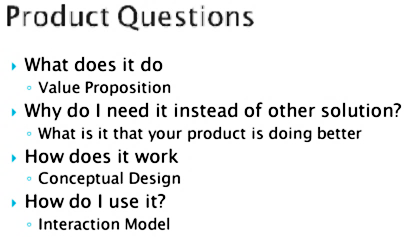 Product Questions
What does it do
Value Proposition
Why do I need it instead of other solution?
What is it that your product is doing better
How does it work
Conceptual Design
How do I use it?
Interaction Model